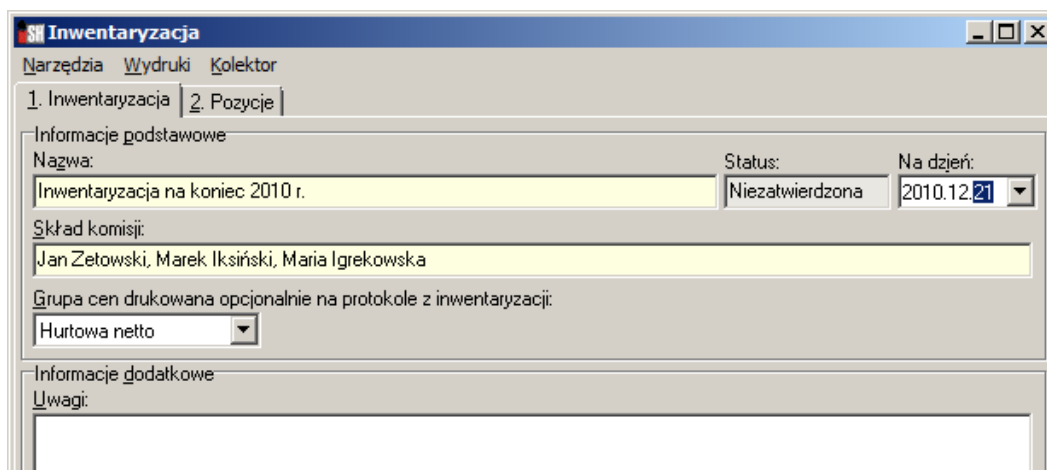 SH Inwentaryzacja
Narzędzia Wydruki Kolektor
1. Inwentaryzacja 2. Pozycje
Informacje podstawowe
Nazwa: Status: Na dzień:
Inwentaryzacja na koniec 2010 r. Niezatwierdzona 2010.12.21
Skład komisji:
Jan Zetowski, Marek Iksiński, Maria Igrekowska
Grupa cen drukowana opcjonalnie na protokole z inwentaryzacji:
Hurtowa netto
Informacje dodatkowe
Uwagi: